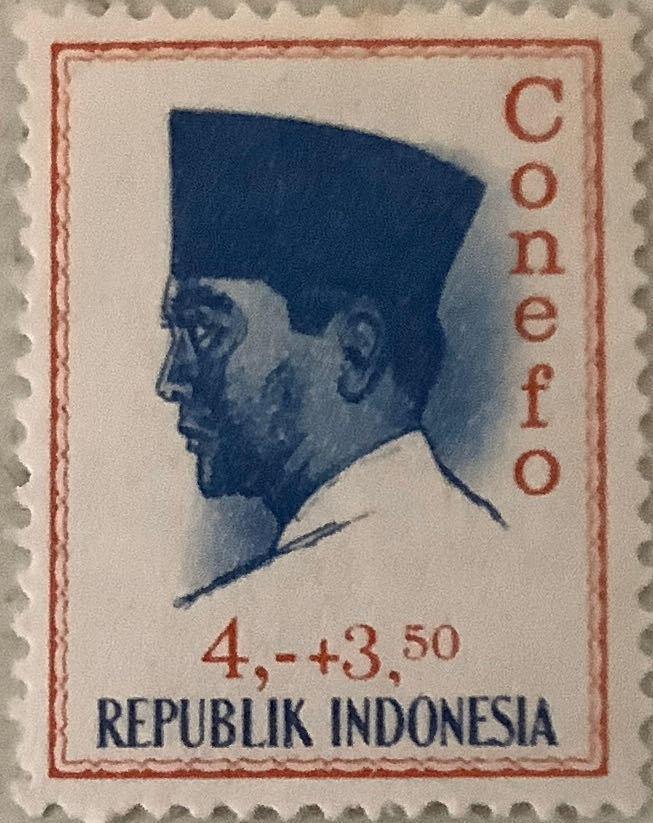 Conefo
4,-+3,50
REPUBLIK INDONESIA